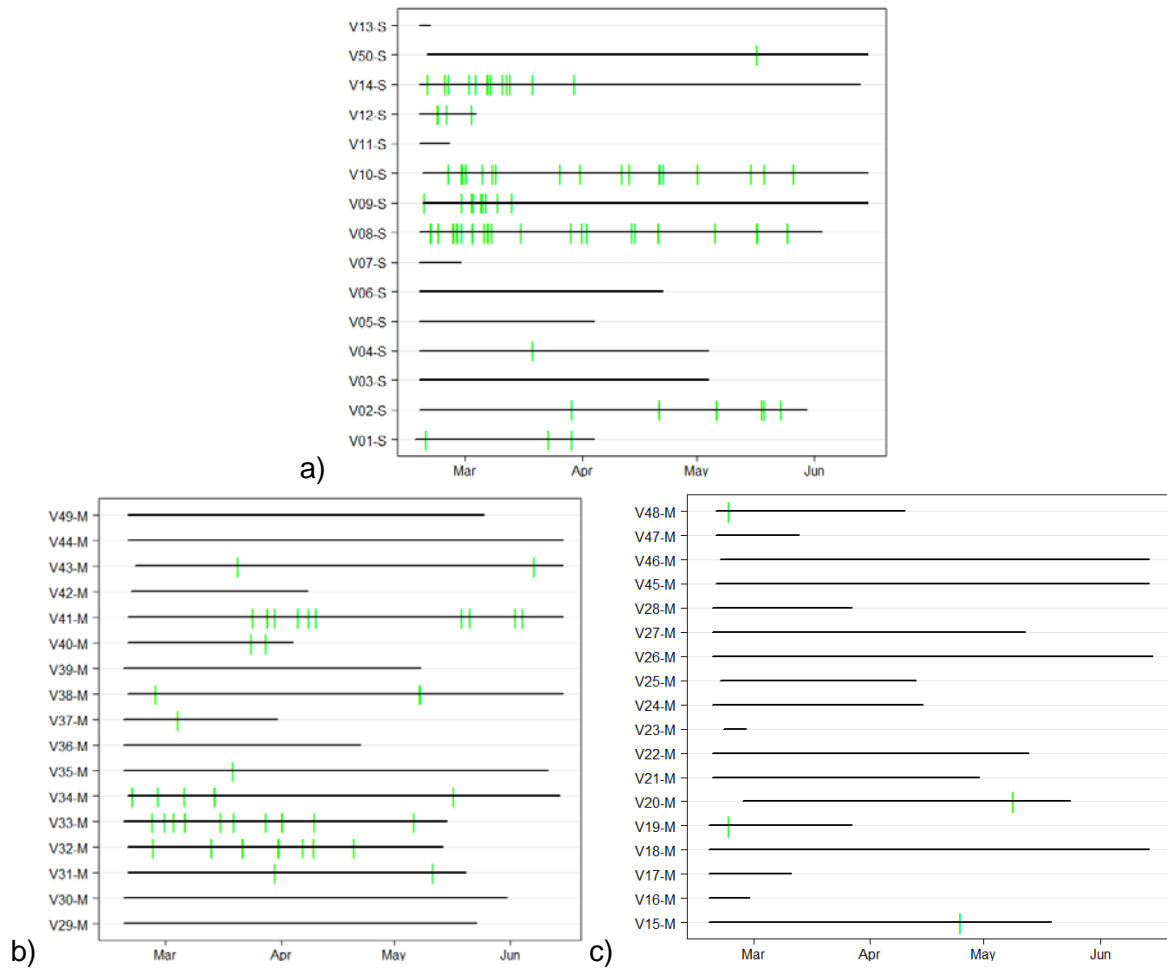 V13-S
V50-S
V14-S
V12-S
V11-S
V10-S
V09-S
V08-S
V07-S
V06-S
V05-S
V04-S
V03-S
V02-S
V01-S
Mar Apr May Jun
a)
V49-M
V44-M
V43-M
V42-M
V41-M
V40-M
V39-M
V38-M
V37-M
V36-M
V35-M
V34-M
V33-M
V32-M
V31-M
V30-M
V29-M
Mar Apr May Jun
b)
V48-M
V47-M
V46-M
V45-M
V28-M
V27-M
V26-M
V25-M
V24-M
V23-M
V22-M
V21-M
V20-M
V19-M
V18-M
V17-M
V16-M
V15-M
Mar Apr May Jun
c)